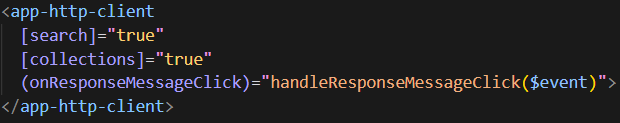 <app-http-client
[search]="true"
[collections]="true"
(onResponseMessageClick)="handleResponseMessageClick($event)">
</app-http-client>